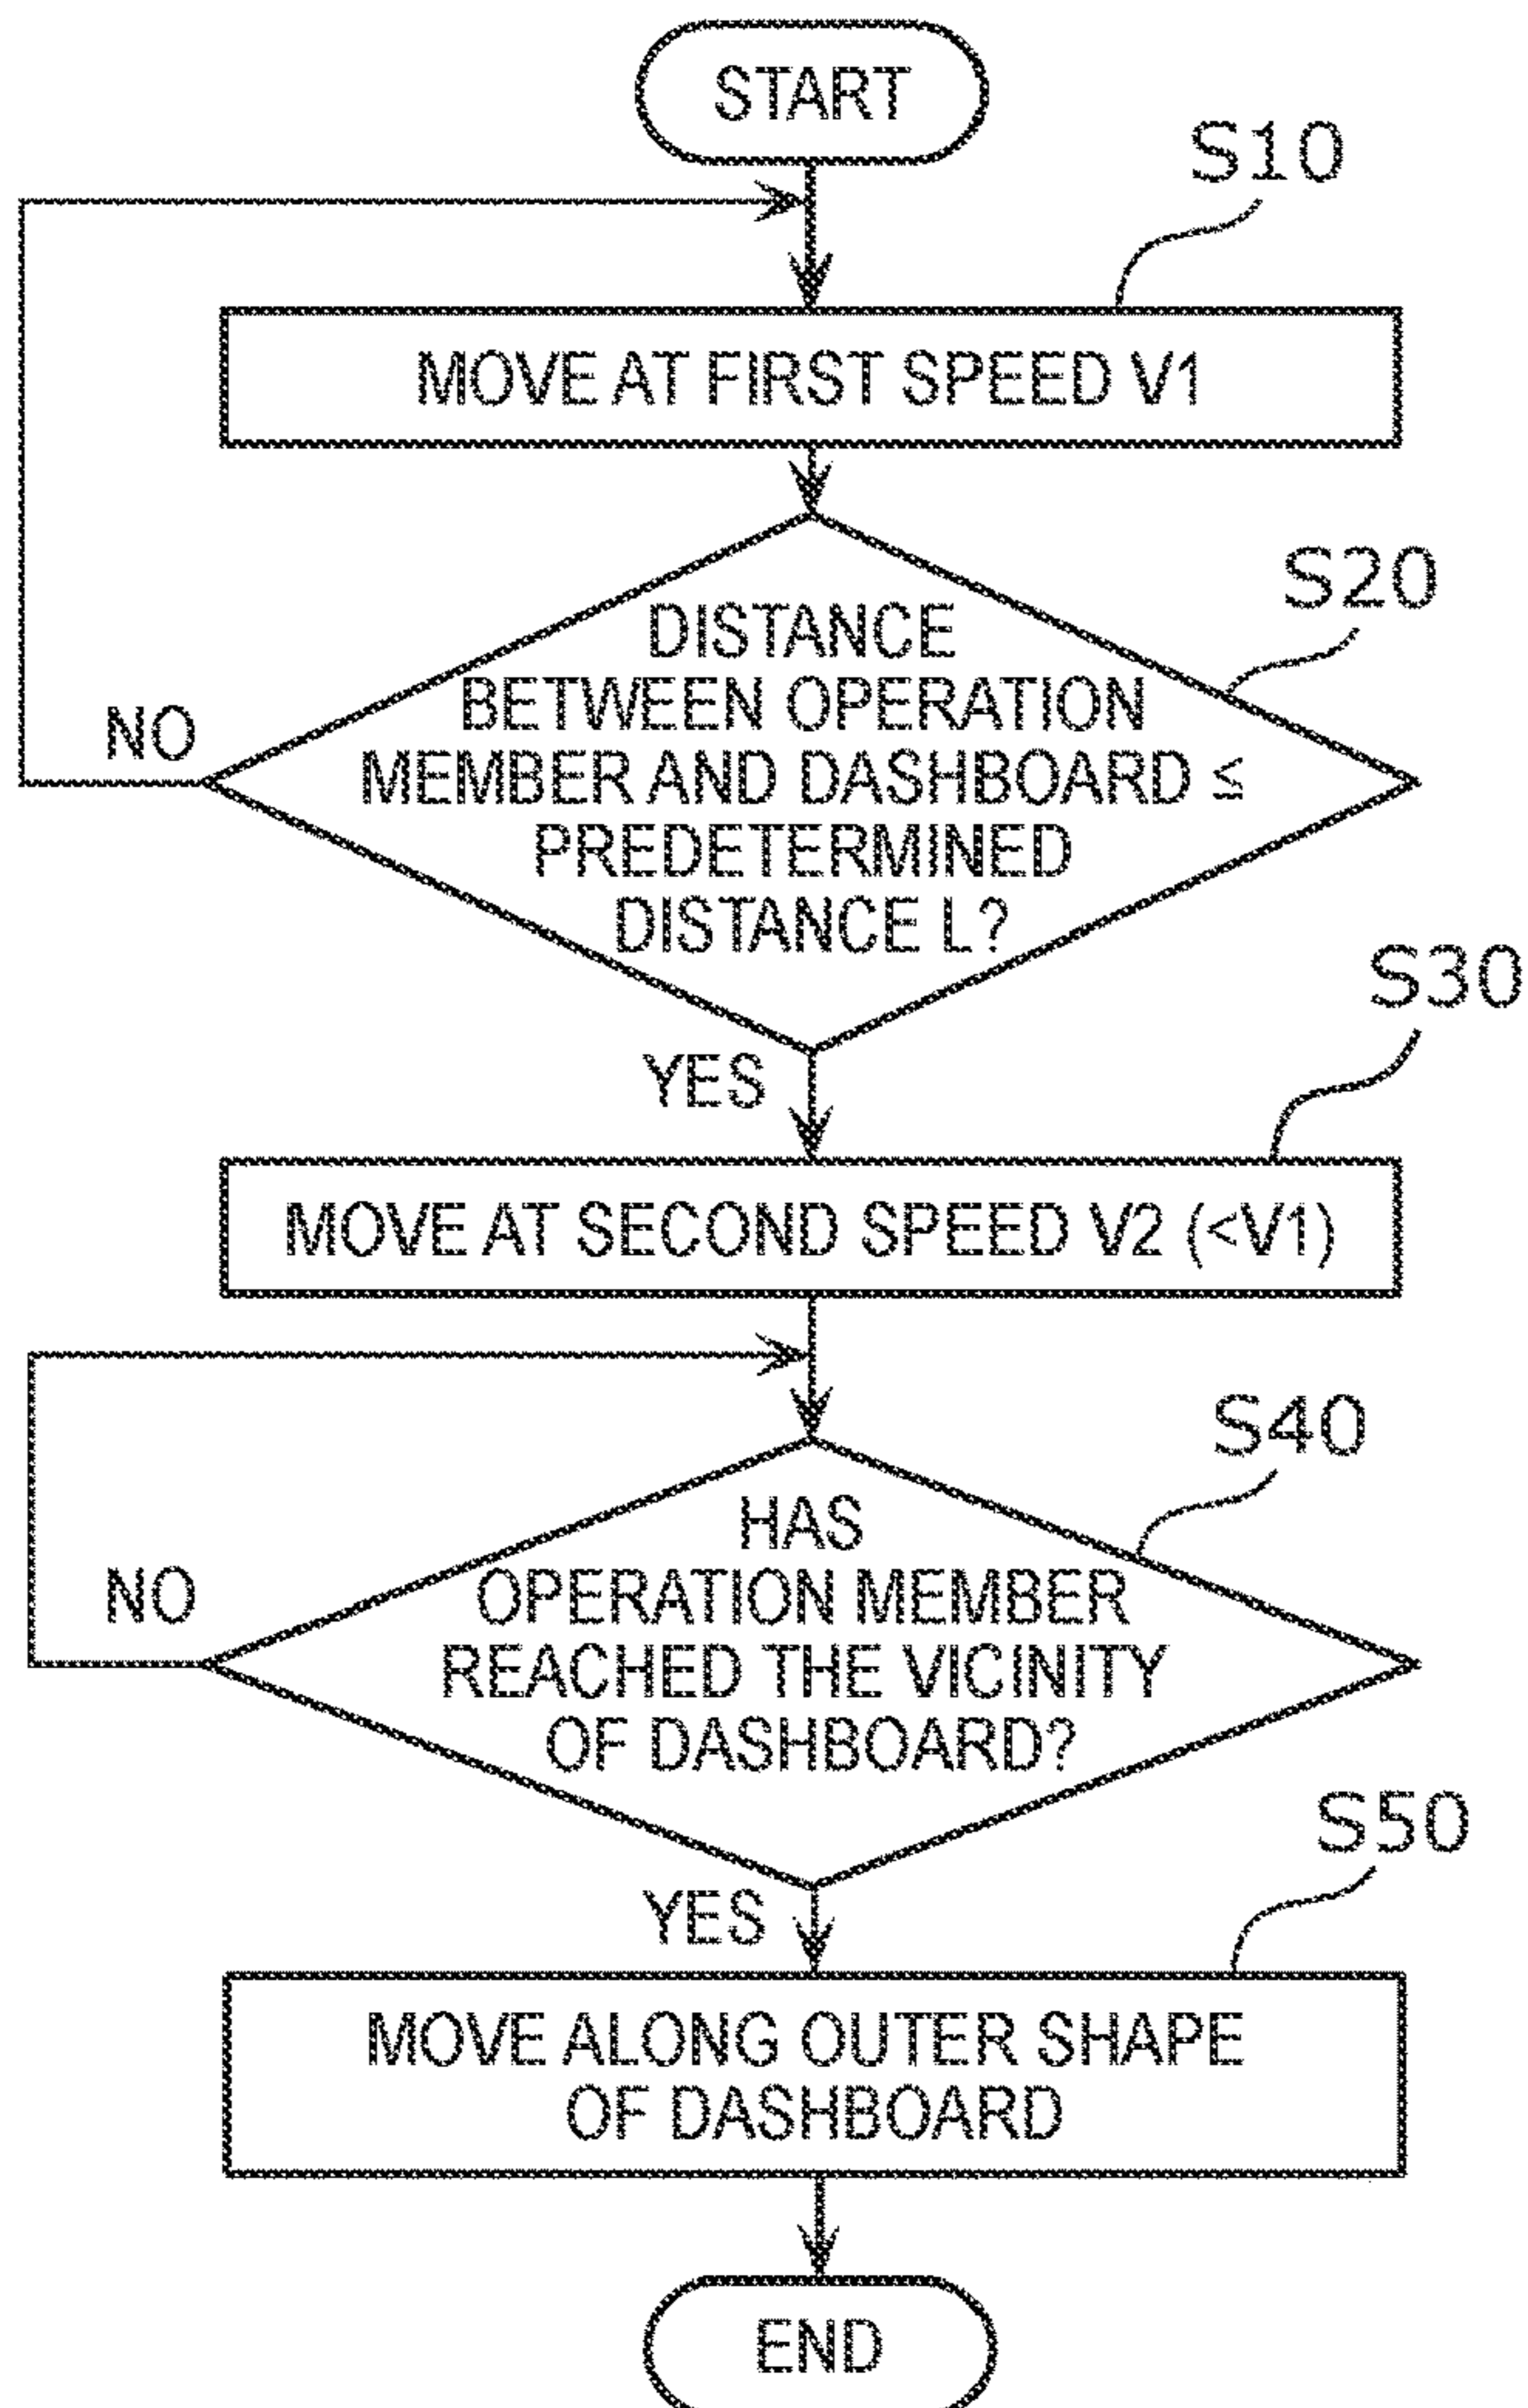 START
S10
MOVE AT FIRST SPEED V1
S20
DISTANCE
BETWEEN OPERATION
MEMBER AND DASHBOARD ≤
PREDETERMINED
DISTANCE L?
NO
YES
S30
MOVE AT SECOND SPEED V2 (<V1)
S40
HAS
OPERATION MEMBER
REACHED THE VICINITY
OF DASHBOARD?
NO
YES
S50
MOVE ALONG OUTER SHAPE
OF DASHBOARD
END